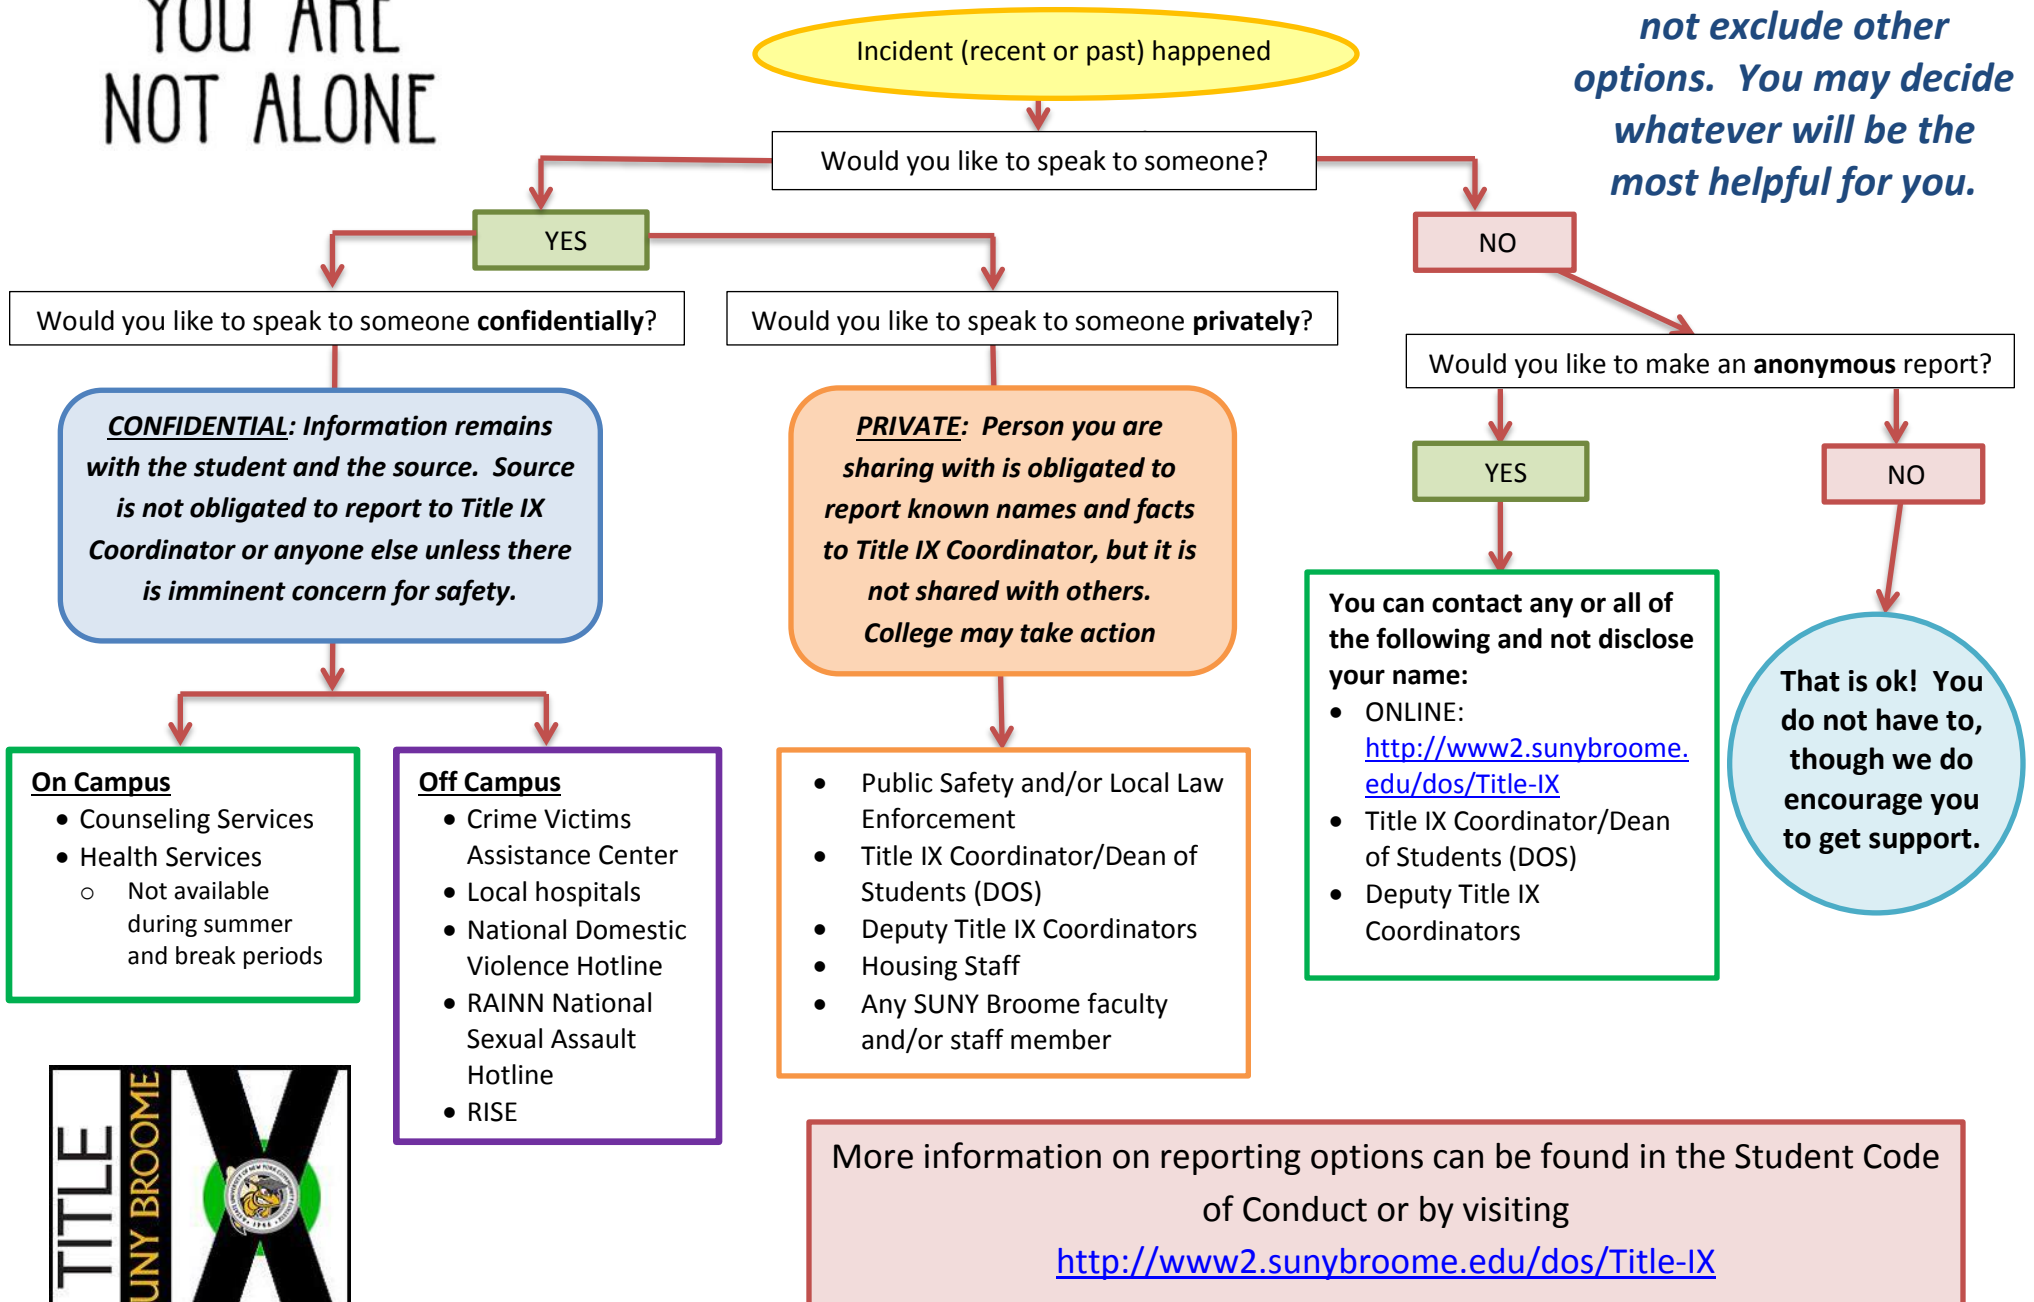 YOU ARE
NOT ALONE
not exclude other
options.  You may decide
whatever will be the
most helpful for you.
Incident (recent or past) happened
Would you like to speak to someone?
YES
NO
Would you like to speak to someone confidentially?
Would you like to speak to someone privately?
Would you like to make an anonymous report?
CONFIDENTIAL: Information remains
with the student and the source.  Source
is not obligated to report to Title IX
Coordinator or anyone else unless there
is imminent concern for safety.
PRIVATE:  Person you are
sharing with is obligated to
report known names and facts
to Title IX Coordinator, but it is
not shared with others.
College may take action
YES
NO
On Campus
• Counseling Services
• Health Services
o Not available
during summer
and break periods
Off Campus
• Crime Victims
Assistance Center
• Local hospitals
• National Domestic
Violence Hotline
• RAINN National
Sexual Assault
Hotline
• RISE
• Public Safety and/or Local Law
Enforcement
• Title IX Coordinator/Dean of
Students (DOS)
• Deputy Title IX Coordinators
• Housing Staff
• Any SUNY Broome faculty
and/or staff member
You can contact any or all of
the following and not disclose
your name:
• ONLINE:
http://www2.sunybroome.
edu/dos/Title-IX
• Title IX Coordinator/Dean
of Students (DOS)
• Deputy Title IX
Coordinators
That is ok!  You
do not have to,
though we do
encourage you
to get support.
TITLE
UNY BROOME
More information on reporting options can be found in the Student Code
of Conduct or by visiting
http://www2.sunybroome.edu/dos/Title-IX